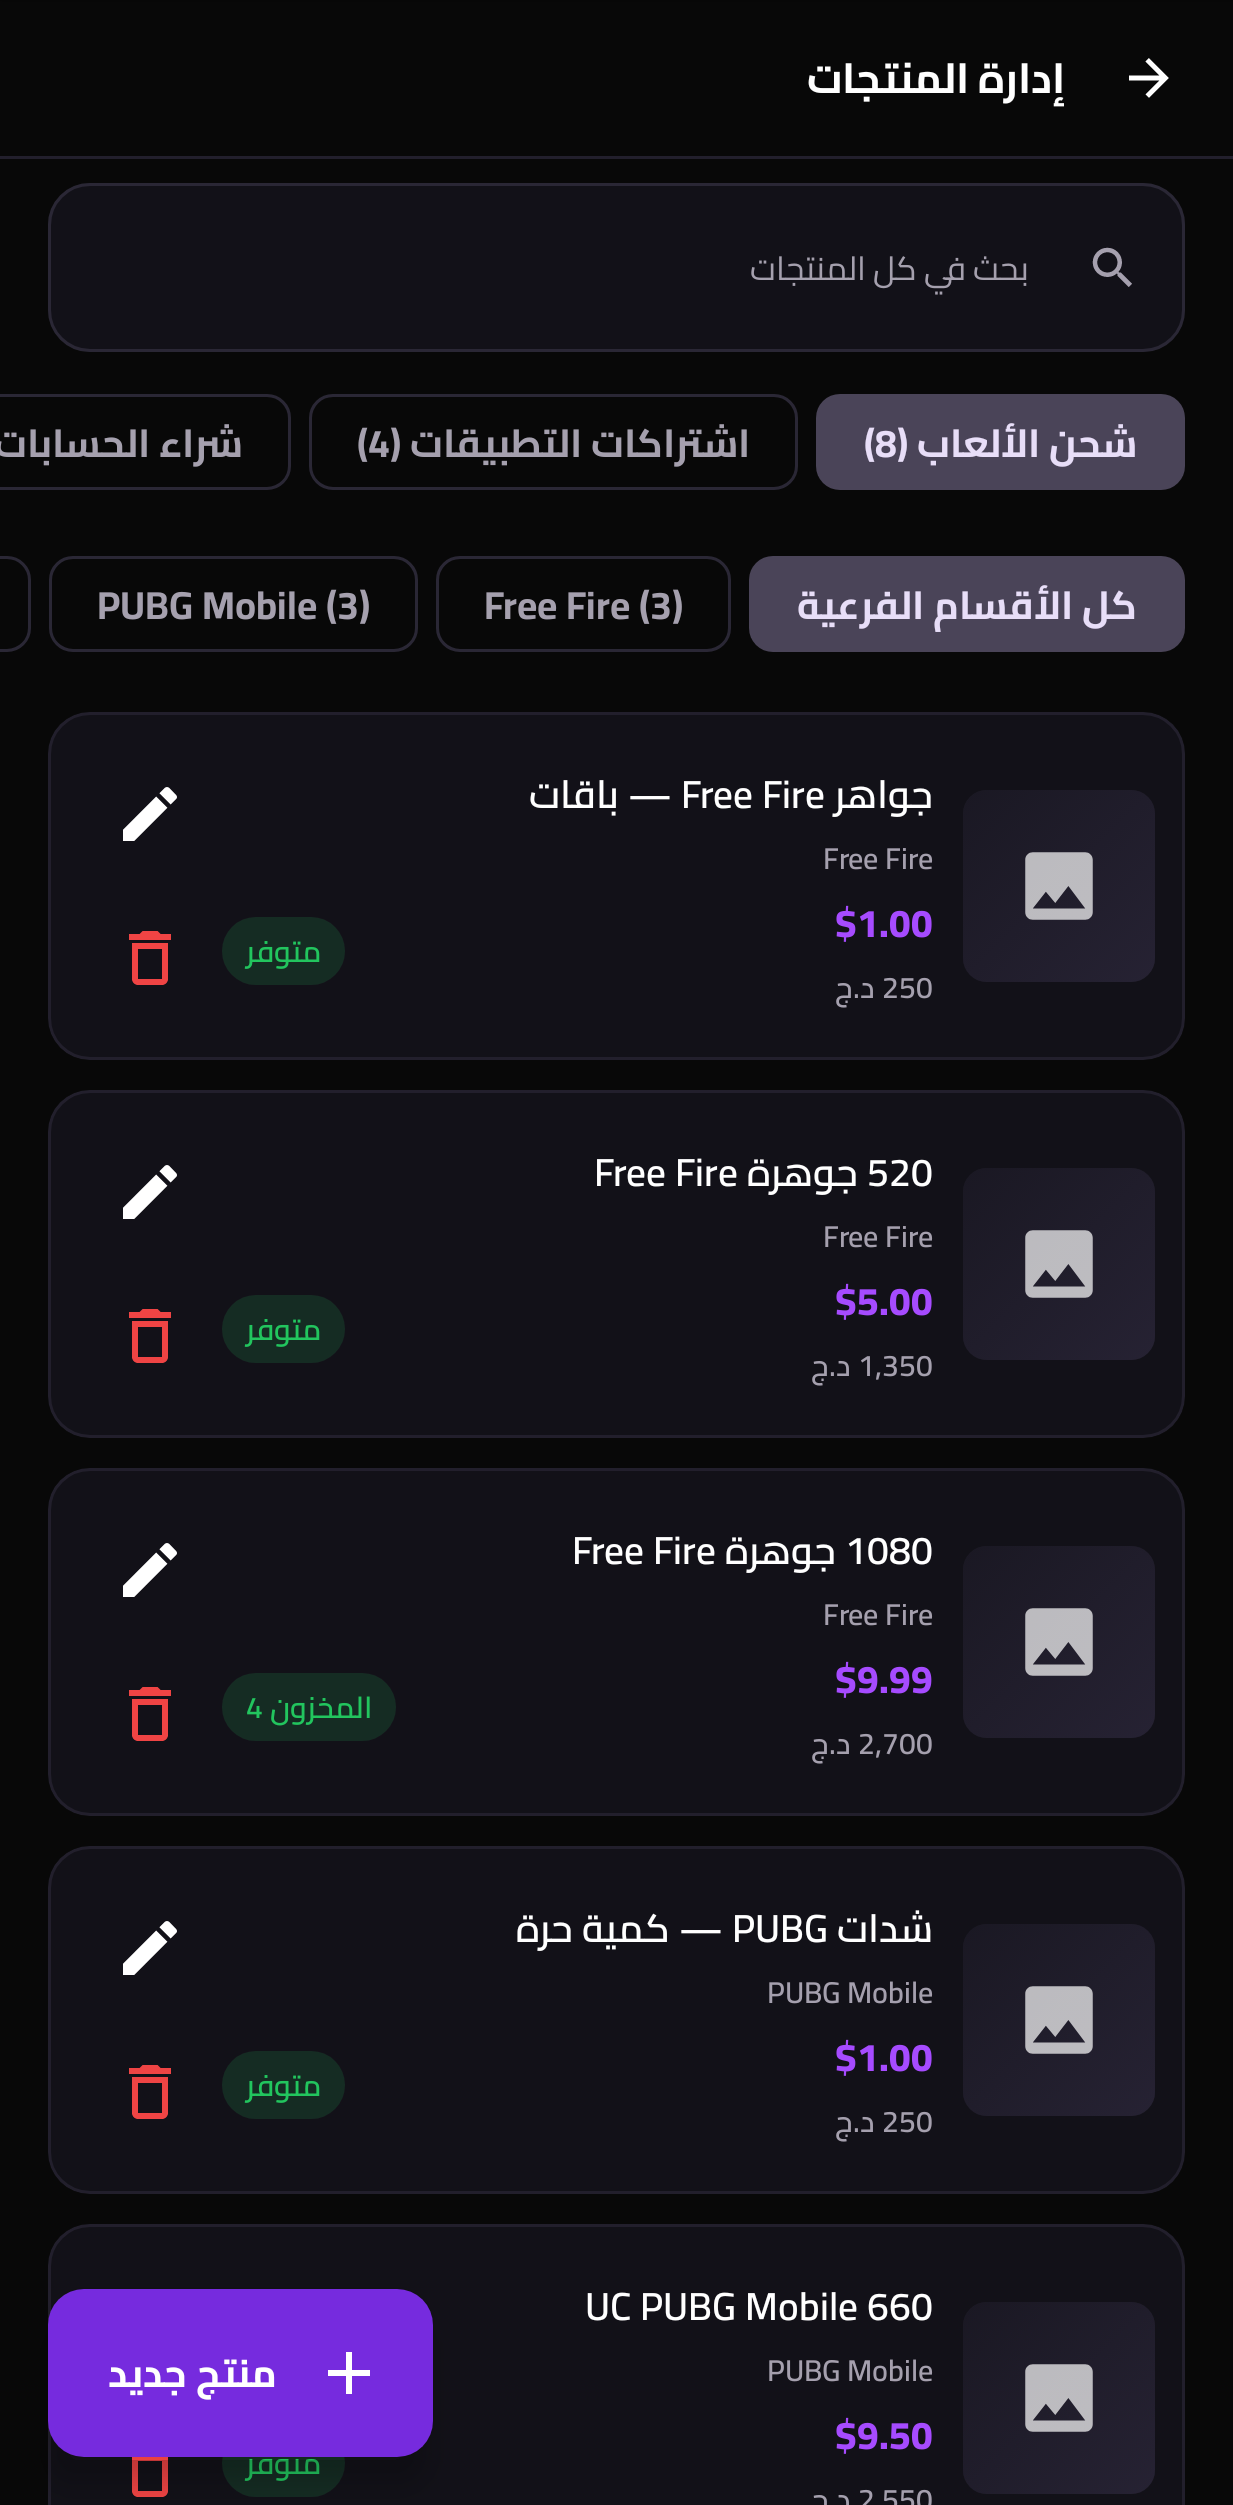 إدارة المنتجات
بحث في كل المنتجات
شحن الألعاب (8)
اشتراكات التطبيقات (4)
شراء الحسابات
كل الأقسام الفرعية
Free Fire (3)
PUBG Mobile (3)
جواهر Free Fire — باقات
Free Fire
$1.00
250 د.ج
متوفر
520 جوهرة Free Fire
Free Fire
$5.00
1,350 د.ج
متوفر
1080 جوهرة Free Fire
Free Fire
$9.99
2,700 د.ج
المخزون 4
شدات PUBG — كمية حرة
PUBG Mobile
$1.00
250 د.ج
متوفر
660 UC PUBG Mobile
PUBG Mobile
$9.50
2,550 د.ج
متوفر
منتج جديد